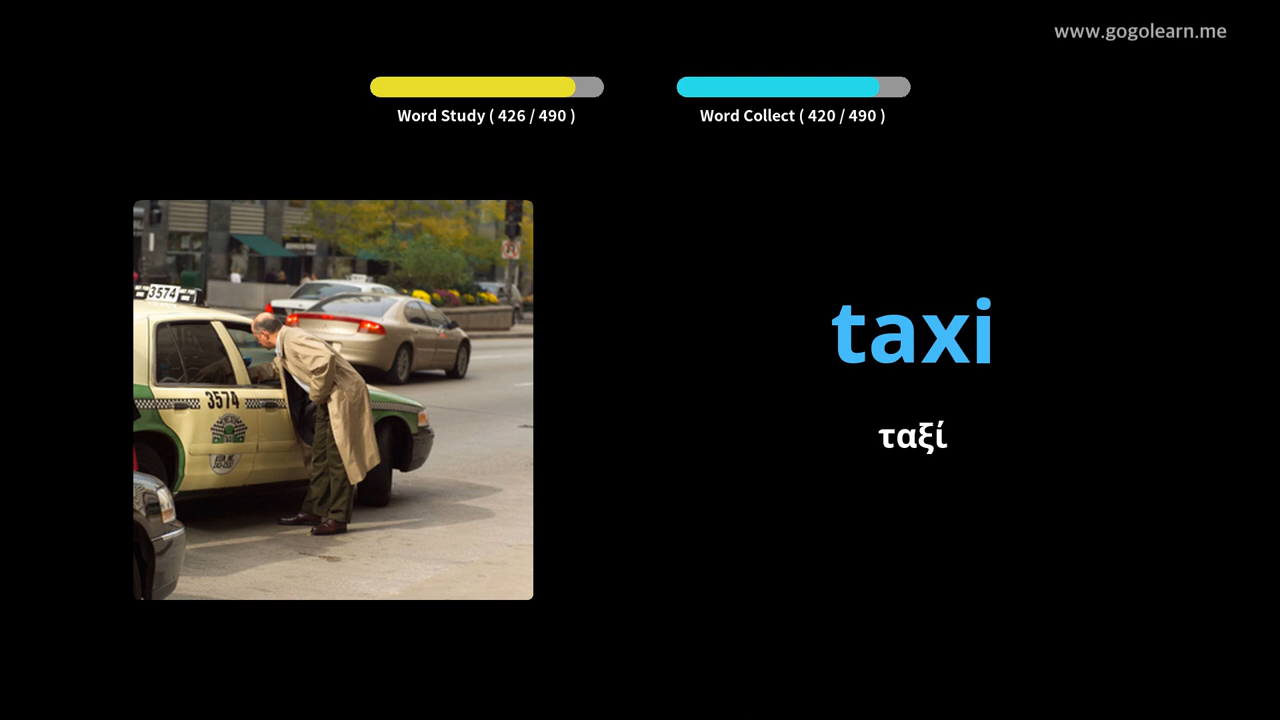 www.gogolearn.me
Word Study ( 426 / 490 )
Word Collect ( 420 / 490 )
3574
3574
taxi
ταξί